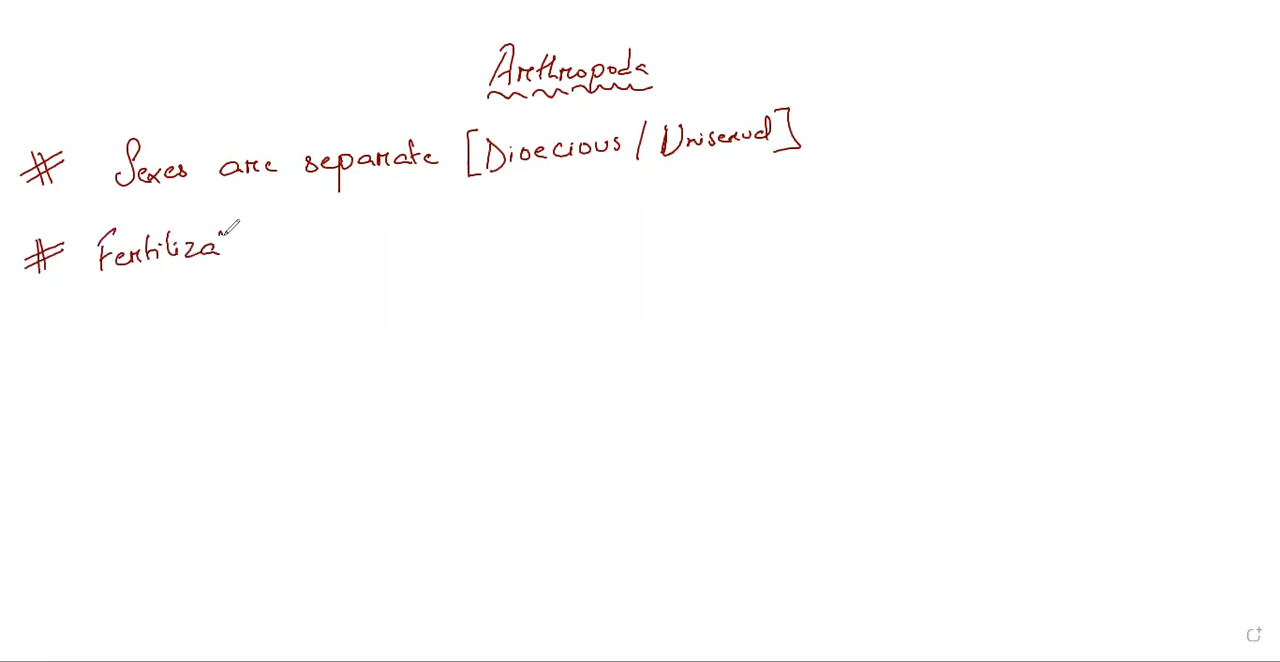 Arthropoda
# Sexes are separate [Dioecious / Unisexual]
# Fertiliza~